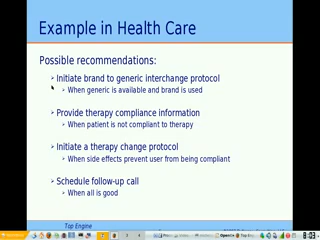 Example in Health Care
Possible recommendations:
Initiate brand to generic interchange protocol
When generic is available and brand is used
Provide therapy compliance information
When patient is not compliant to therapy
Initiate a therapy change protocol
When side effects prevent user from being compliant
Schedule follow-up call
When all is good
Top Engine